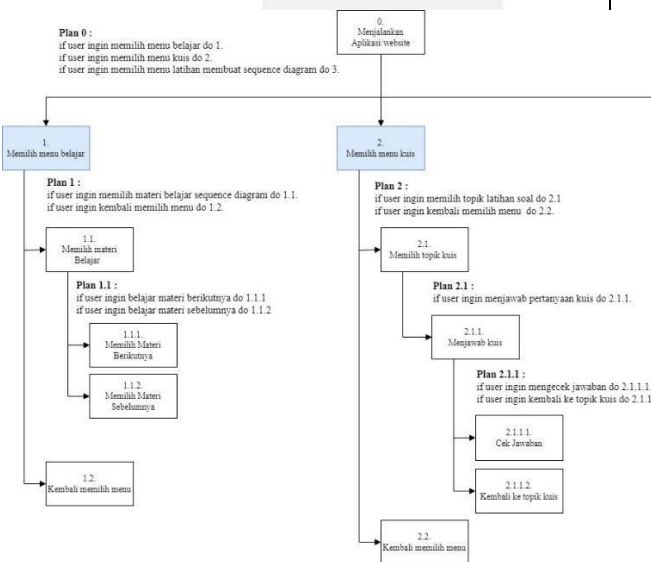 Plan 0 :
if user ingin memilih menu belajar do 1.
if user ingin memilih menu kuis do 2.
if user ingin memilih menu latihan membuat sequence diagram do 3.
0.
Menjalankan
Aplikasi/website
1.
Memilih menu belajar
Plan 1 :
if user ingin memilih materi belajar sequence diagram do 1.1.
if user ingin kembali memilih menu do 1.2.
1.1.
Memilih materi
Belajar
Plan 1.1 :
if user ingin belajar materi berikutnya do 1.1.1
if user ingin belajar materi sebelumnya do 1.1.2
1.1.1.
Memilih Materi
Berikutnya
1.1.2.
Memilih Materi
Sebelumnya
1.2.
Kembali memilih menu
2.
Memilih menu kuis
Plan 2 :
if user ingin memilih topik latihan soal do 2.1
if user ingin kembali memilih menu do 2.2.
2.1.
Memilih topik kuis
Plan 2.1 :
if user ingin menjawab pertanyaan kuis do 2.1.1.
2.1.1.
Menjawab kuis
Plan 2.1.1 :
if user ingin mengecek jawaban do 2.1.1.1.
if user ingin kembali ke topik kuis do 2.1.1
2.1.1.1.
Cek Jawaban
2.1.1.2.
Kembali ke topik kuis
2.2.
Kembali memilih menu